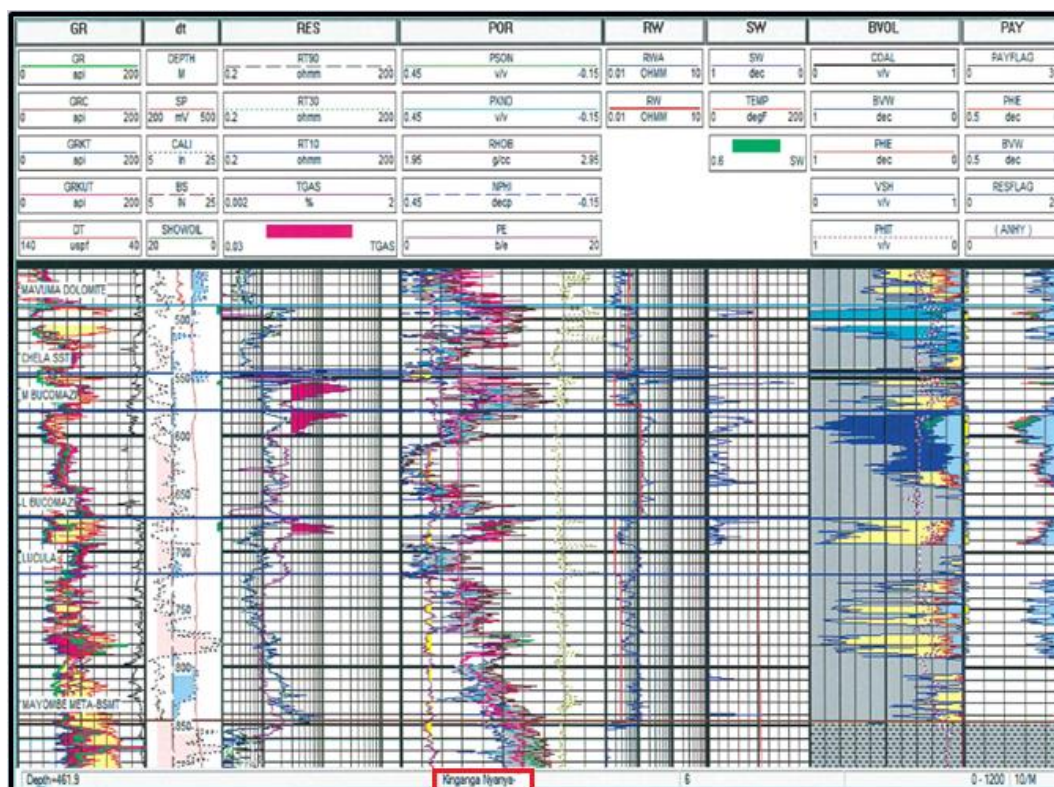 GR dt RES POR RW SW BVOL PAY
GR
0 api 200
DEPTH
M
RT90
0.2 ohmm 200
PSON
0.45 v/v -0.15
RWA
0.01 OHMM 10
SW
1 dec 0
COAL
0 v/v 1
PAYFLAG
0 3
GRC
0 api 200
SP
200 mV 500
RT30
0.2 ohmm 200
PXND
0.45 v/v -0.15
RW
0.01 OHMM 10
TEMP
0 degF 200
BVW
1 dec 0
PHIE
0.5 dec
GRKT
0 api 200
CALI
5 in 25
RT10
0.2 ohmm 200
RHOB
1.95 g/cc 2.95
0.6 SW
PHIE
1 dec 0
BVW
0.5 dec
GRKUT
0 api 200
BS
5 IN 25
TGAS
0.002 % 2
NPHI
0.45 decp -0.15
VSH
0 v/v 1
RESFLAG
0 2
DT
140 uspf 40
SHOWOIL
20 0
0.03 TGAS
PE
0 b/e 20
PHIT
1 v/v 0
( ANHY )
0
MAVUMA DOLOMITE
500
CHELA SST
550
M BUCOMAZI
600
650
L BUCOMAZI
700
LUCULA
750
800
MAYOMBE META-BSMT
850
Depth=461.9 Kinganga Nyanya- 6 0 - 1200 10/M